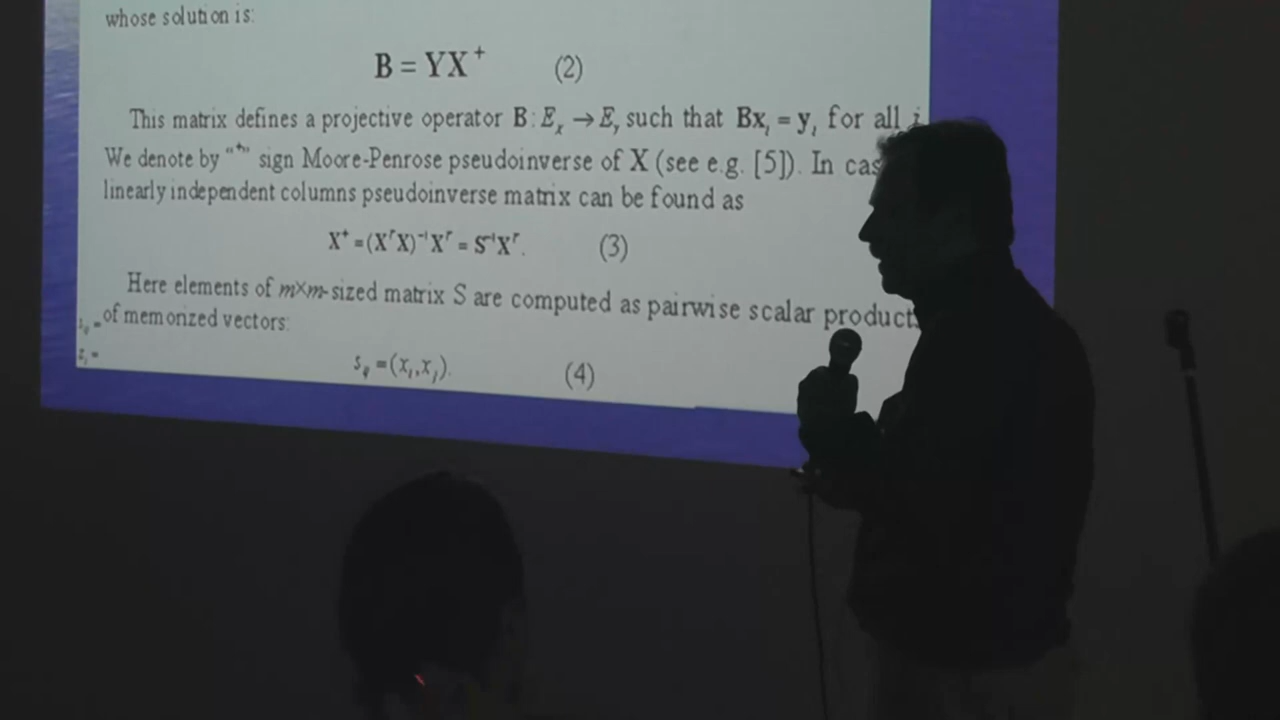 whose solution is:
B = YX⁺ (2)
This matrix defines a projective operator B: Eₓ → Eᵧ such that Bxᵢ = yᵢ for all i
We denote by "+" sign Moore-Penrose pseudoinverse of X (see e.g. [5]). In
linearly independent columns pseudoinverse matrix can be found as
X⁺ = (XᵀX)⁻¹Xᵀ = S⁻¹Xᵀ. (3)
Here elements of m×m-sized matrix S are computed as pairwise scalar product
of memorized vectors:
sᵢⱼ = (xᵢ,xⱼ). (4)